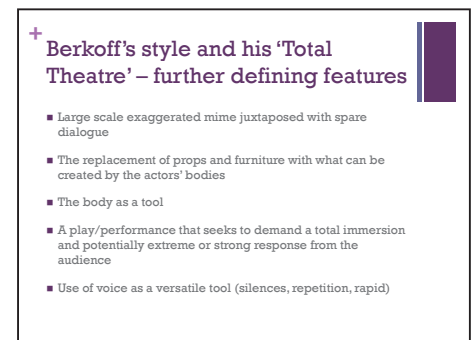 +
Berkoff's style and his 'Total
Theatre' – further defining features
■ Large scale exaggerated mime juxtaposed with spare
dialogue
■ The replacement of props and furniture with what can be
created by the actors' bodies
■ The body as a tool
■ A play/performance that seeks to demand a total immersion
and potentially extreme or strong response from the
audience
■ Use of voice as a versatile tool (silences, repetition, rapid)